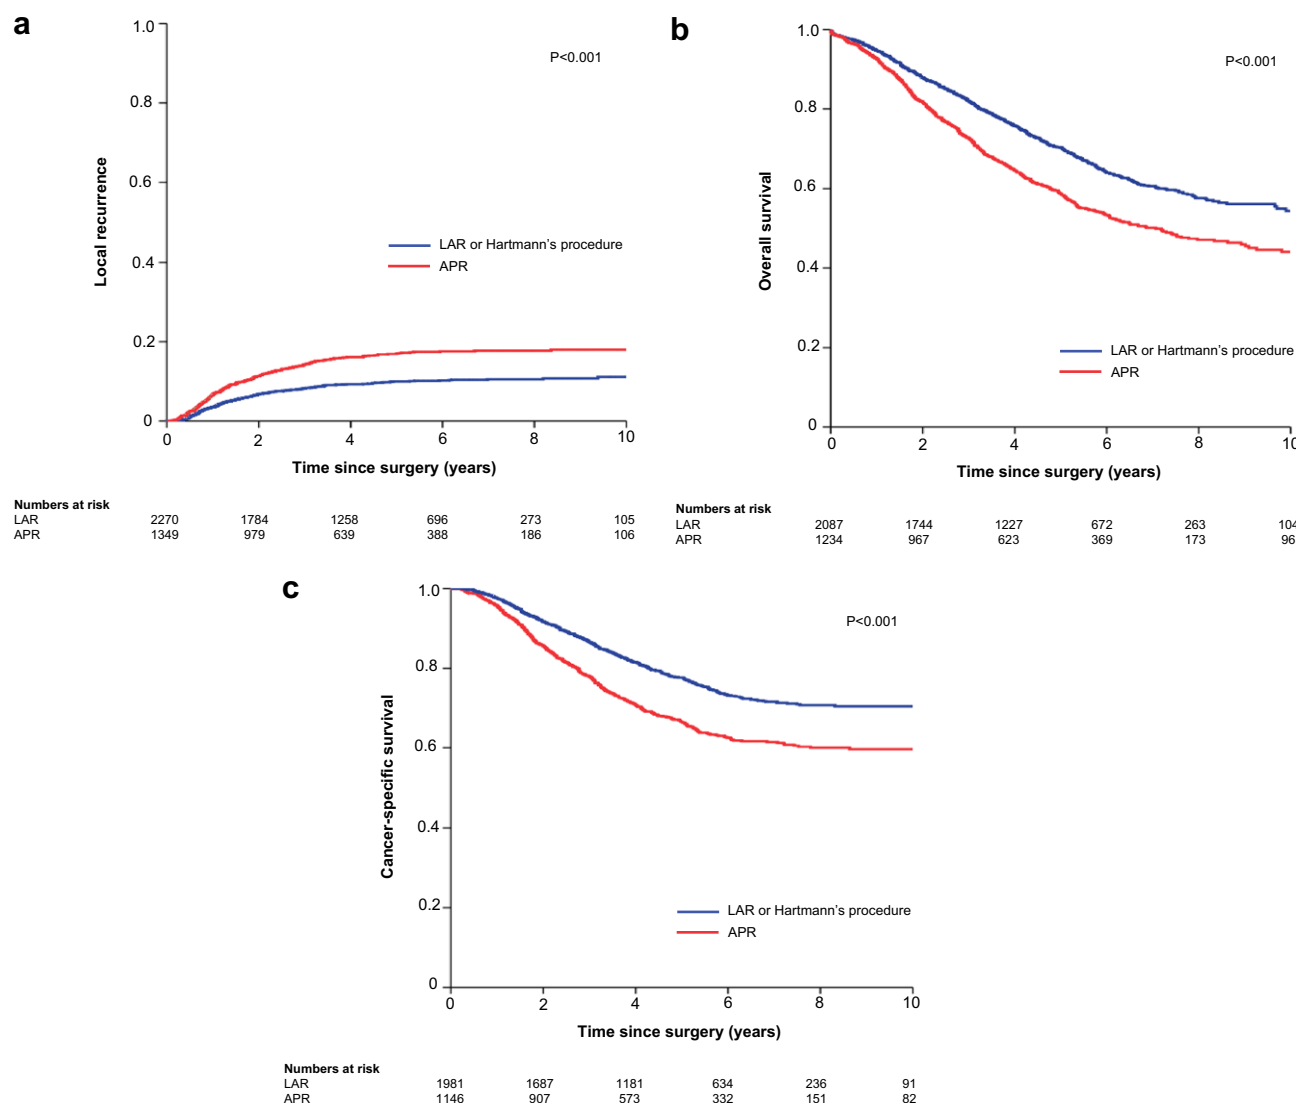 a
1.0
0.8
0.6
0.4
0.2
0
Local recurrence
P<0.001
LAR or Hartmann's procedure
APR
0 2 4 6 8 10
Time since surgery (years)
Numbers at risk
LAR 2270 1784 1258 696 273 105
APR 1349 979 639 388 186 106
b
1.0
0.8
0.6
0.4
0.2
0
Overall survival
P<0.001
LAR or Hartmann's procedure
APR
0 2 4 6 8 10
Time since surgery (years)
Numbers at risk
LAR 2087 1744 1227 672 263 104
APR 1234 967 623 369 173 96
c
1.0
0.8
0.6
0.4
0.2
0
Cancer-specific survival
P<0.001
LAR or Hartmann's procedure
APR
0 2 4 6 8 10
Time since surgery (years)
Numbers at risk
LAR 1981 1687 1181 634 236 91
APR 1146 907 573 332 151 82